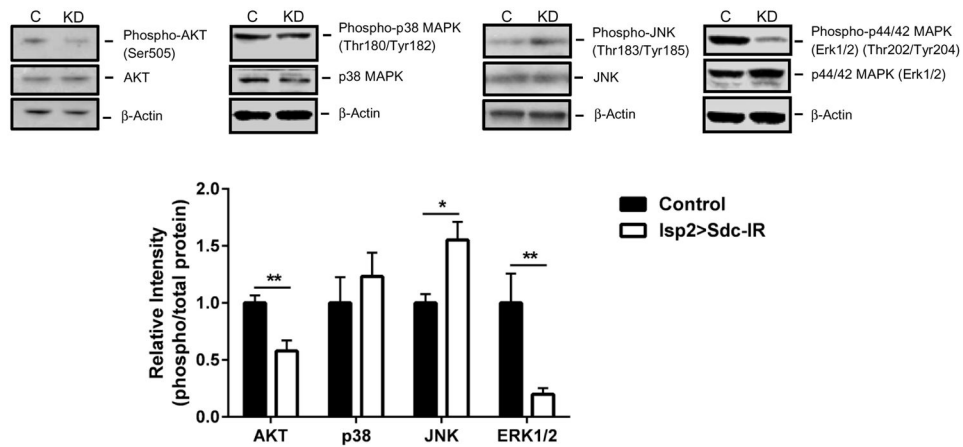 C KD
Phospho-AKT
(Ser505)
AKT
β-Actin
C KD
Phospho-p38 MAPK
(Thr180/Tyr182)
p38 MAPK
β-Actin
C KD
Phospho-JNK
(Thr183/Tyr185)
JNK
β-Actin
C KD
Phospho-p44/42 MAPK
(Erk1/2) (Thr202/Tyr204)
p44/42 MAPK (Erk1/2)
β-Actin
Relative Intensity
(phospho/total protein)
2.0
1.5
1.0
0.5
0.0
**
*
**
AKT p38 JNK ERK1/2
Control
lsp2>Sdc-IR